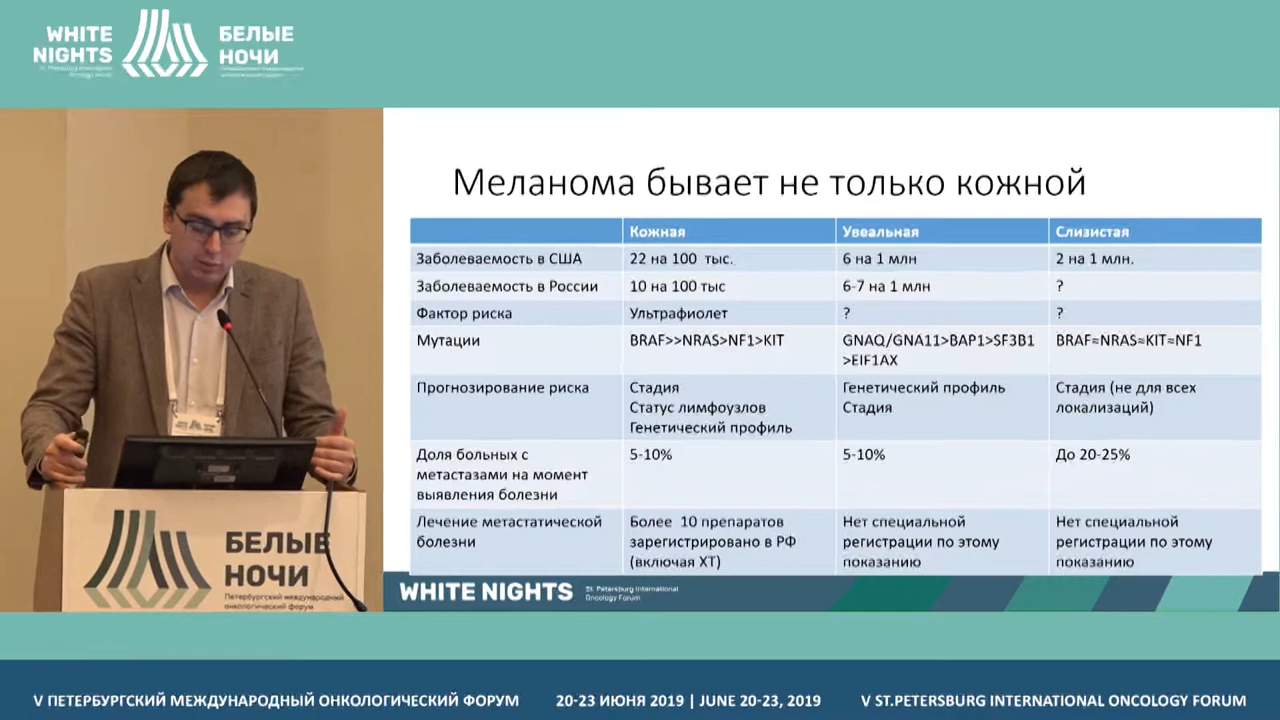 WHITE
NIGHTS
БЕЛЫЕ
НОЧИ
Меланома бывает не только кожной
Кожная Увеальная Слизистая
Заболеваемость в США 22 на 100 тыс. 6 на 1 млн 2 на 1 млн.
Заболеваемость в России 10 на 100 тыс 6-7 на 1 млн ?
Фактор риска Ультрафиолет ? ?
Мутации BRAF>>NRAS>NF1>KIT GNAQ/GNA11>BAP1>SF3B1 BRAF≈NRAS≈KIT≈NF1
>EIF1AX
Прогнозирование риска Стадия Генетический профиль Стадия (не для всех
Статус лимфоузлов Стадия локализаций)
Генетический профиль
Доля больных с 5-10% 5-10% До 20-25%
метастазами на момент
выявления болезни
Лечение метастатической Более 10 препаратов Нет специальной Нет специальной
болезни зарегистрировано в РФ регистрации по этому регистрации по этому
(включая ХТ) показанию показанию
WHITE NIGHTS
St. Petersburg International
Oncology Forum
БЕЛЫЕ
НОЧИ
Петербургский международный
онкологический форум
V ПЕТЕРБУРГСКИЙ МЕЖДУНАРОДНЫЙ ОНКОЛОГИЧЕСКИЙ ФОРУМ 20-23 ИЮНЯ 2019 | JUNE 20-23, 2019 V ST.PETERSBURG INTERNATIONAL ONCOLOGY FORUM